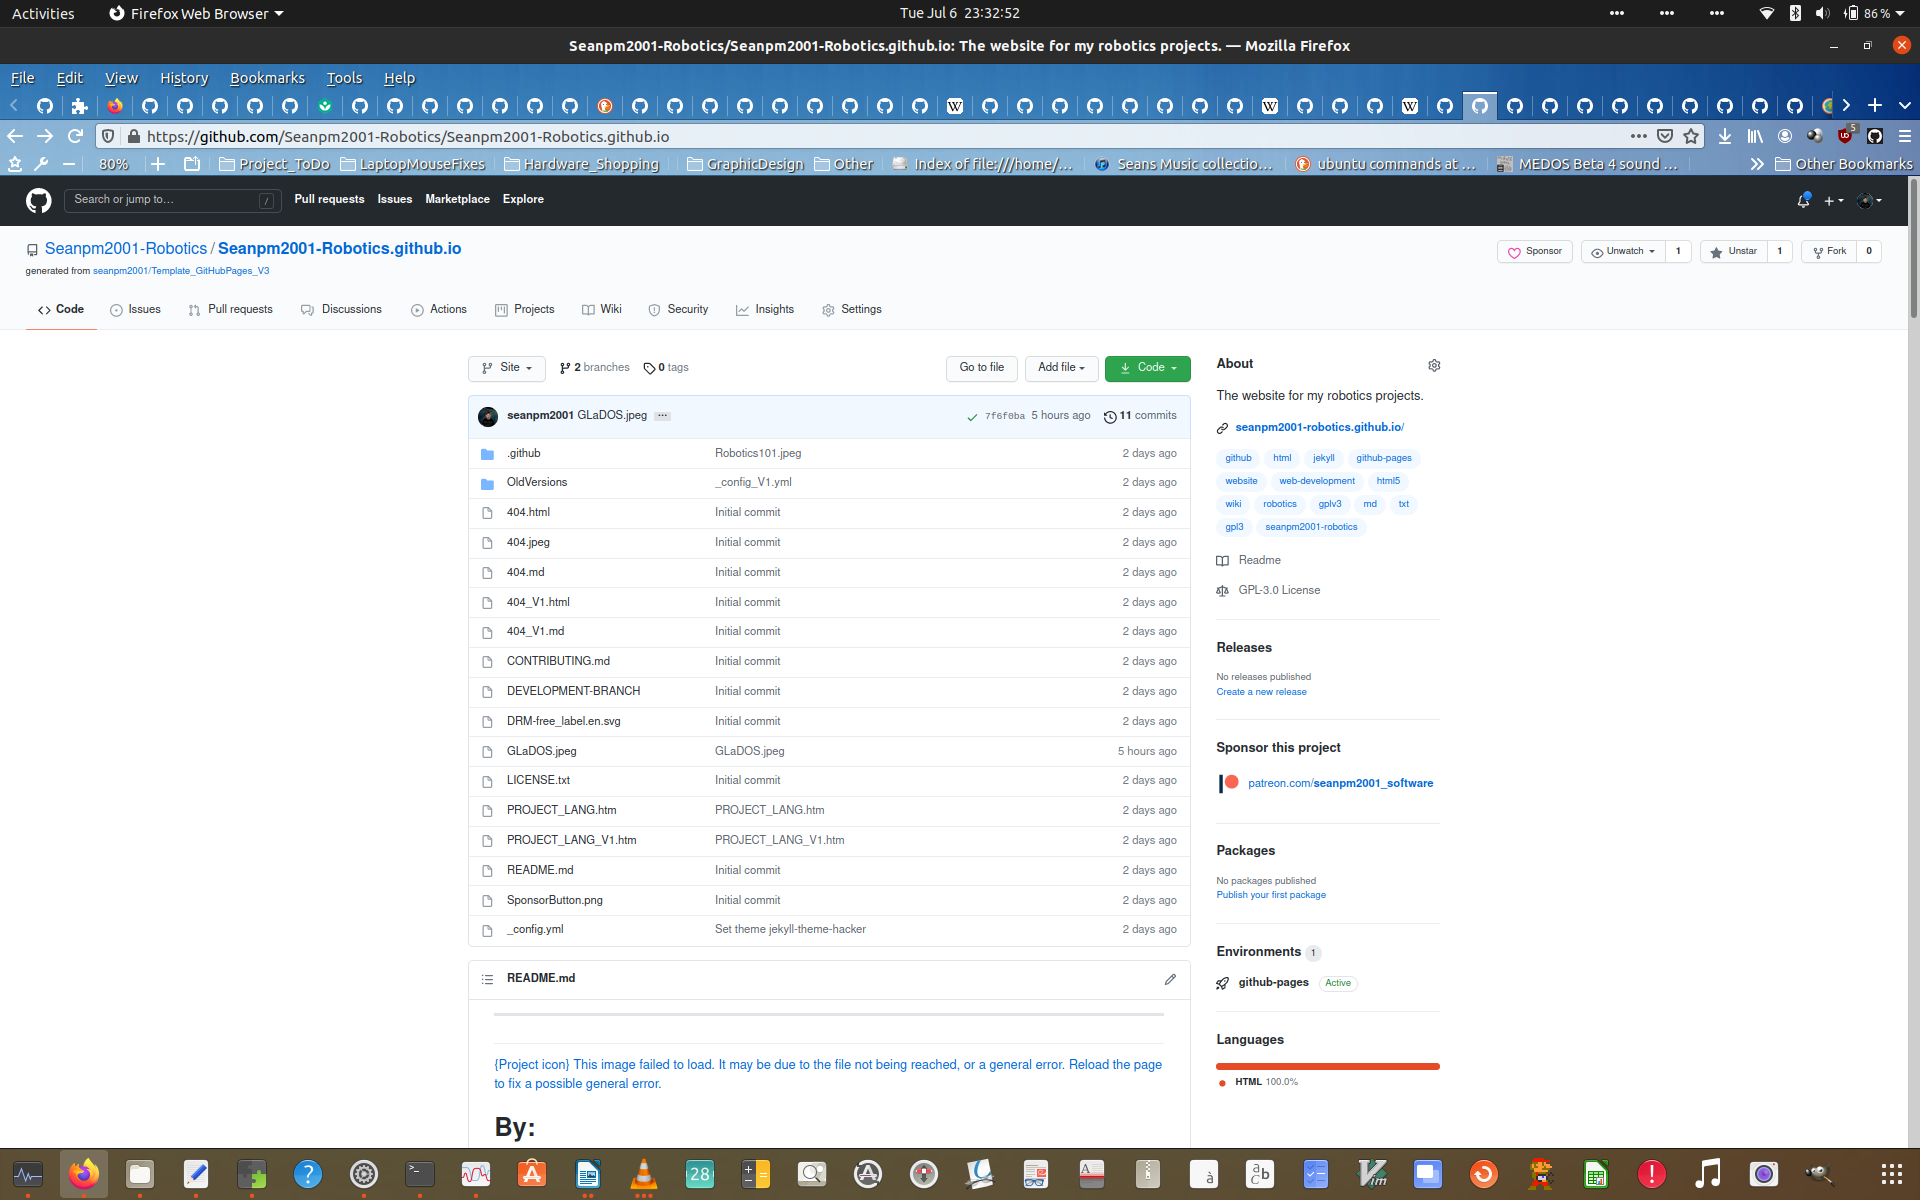 Activities
Firefox Web Browser
Tue Jul 6 23:32:52
86 %
Seanpm2001-Robotics/Seanpm2001-Robotics.github.io: The website for my robotics projects. — Mozilla Firefox
File Edit View History Bookmarks Tools Help
https://github.com/Seanpm2001-Robotics/Seanpm2001-Robotics.github.io
5
80%
Project_ToDo
LaptopMouseFixes
Hardware_Shopping
GraphicDesign
Other
Index of file:///home/...
Seans Music collectio...
ubuntu commands at ...
MEDOS Beta 4 sound ...
Other Bookmarks
Search or jump to...
/
Pull requests Issues Marketplace Explore
Seanpm2001-Robotics / Seanpm2001-Robotics.github.io
generated from seanpm2001/Template_GitHubPages_V3
Sponsor
Unwatch 1
Unstar 1
Fork 0
Code
Issues
Pull requests
Discussions
Actions
Projects
Wiki
Security
Insights
Settings
Site
2 branches
0 tags
Go to file
Add file
Code
seanpm2001 GLaDOS.jpeg ...
7f6f0ba 5 hours ago
11 commits
.github Robotics101.jpeg 2 days ago
OldVersions _config_V1.yml 2 days ago
404.html Initial commit 2 days ago
404.jpeg Initial commit 2 days ago
404.md Initial commit 2 days ago
404_V1.html Initial commit 2 days ago
404_V1.md Initial commit 2 days ago
CONTRIBUTING.md Initial commit 2 days ago
DEVELOPMENT-BRANCH Initial commit 2 days ago
DRM-free_label.en.svg Initial commit 2 days ago
GLaDOS.jpeg GLaDOS.jpeg 5 hours ago
LICENSE.txt Initial commit 2 days ago
PROJECT_LANG.htm PROJECT_LANG.htm 2 days ago
PROJECT_LANG_V1.htm PROJECT_LANG_V1.htm 2 days ago
README.md Initial commit 2 days ago
SponsorButton.png Initial commit 2 days ago
_config.yml Set theme jekyll-theme-hacker 2 days ago
README.md
{Project icon} This image failed to load. It may be due to the file not being reached, or a general error. Reload the page
to fix a possible general error.
By:
About
The website for my robotics projects.
seanpm2001-robotics.github.io/
github html jekyll github-pages
website web-development html5
wiki robotics gplv3 md txt
gpl3 seanpm2001-robotics
Readme
GPL-3.0 License
Releases
No releases published
Create a new release
Sponsor this project
patreon.com/seanpm2001_software
Packages
No packages published
Publish your first package
Environments 1
github-pages Active
Languages
HTML 100.0%
28